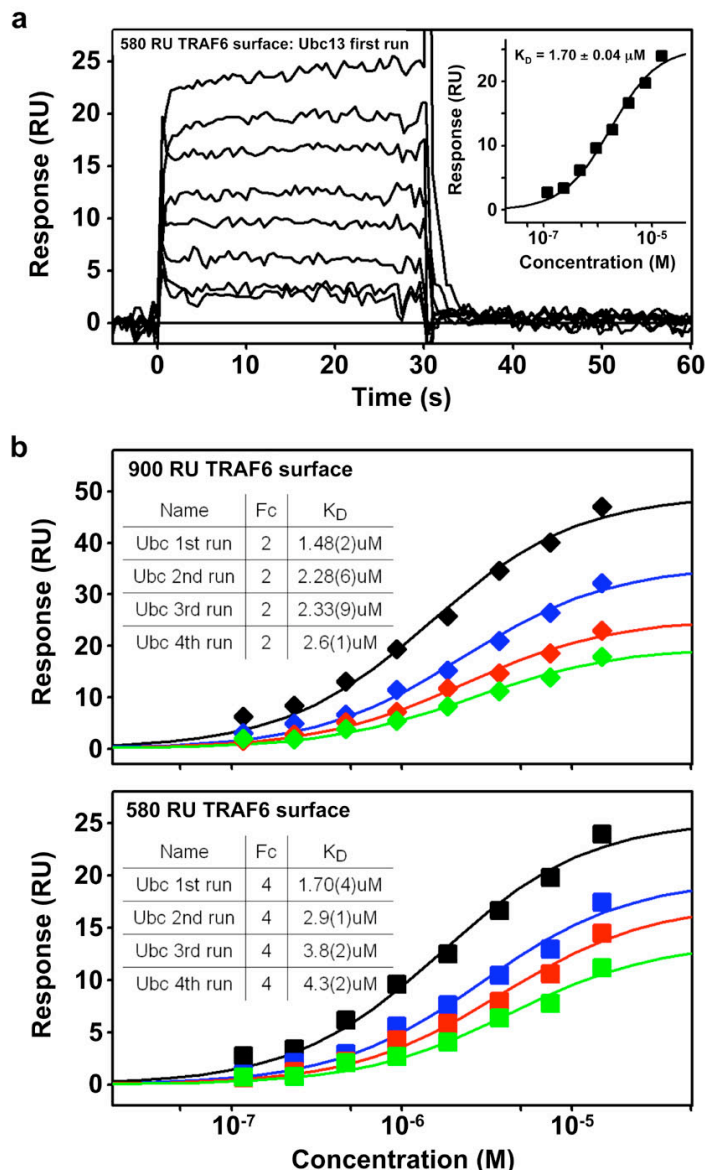 a
580 RU TRAF6 surface: Ubc13 first run
K_D = 1.70 ± 0.04 µM
Response (RU)
25
20
15
10
5
0
Response (RU)
20
10
0
10^-7 10^-5
Concentration (M)
0 10 20 30 40 50 60
Time (s)
b
900 RU TRAF6 surface
Response (RU)
50
40
30
20
10
0
Name Fc K_D
Ubc 1st run 2 1.48(2)uM
Ubc 2nd run 2 2.28(6)uM
Ubc 3rd run 2 2.33(9)uM
Ubc 4th run 2 2.6(1)uM
580 RU TRAF6 surface
Response (RU)
25
20
15
10
5
0
Name Fc K_D
Ubc 1st run 4 1.70(4)uM
Ubc 2nd run 4 2.9(1)uM
Ubc 3rd run 4 3.8(2)uM
Ubc 4th run 4 4.3(2)uM
10^-7 10^-6 10^-5
Concentration (M)